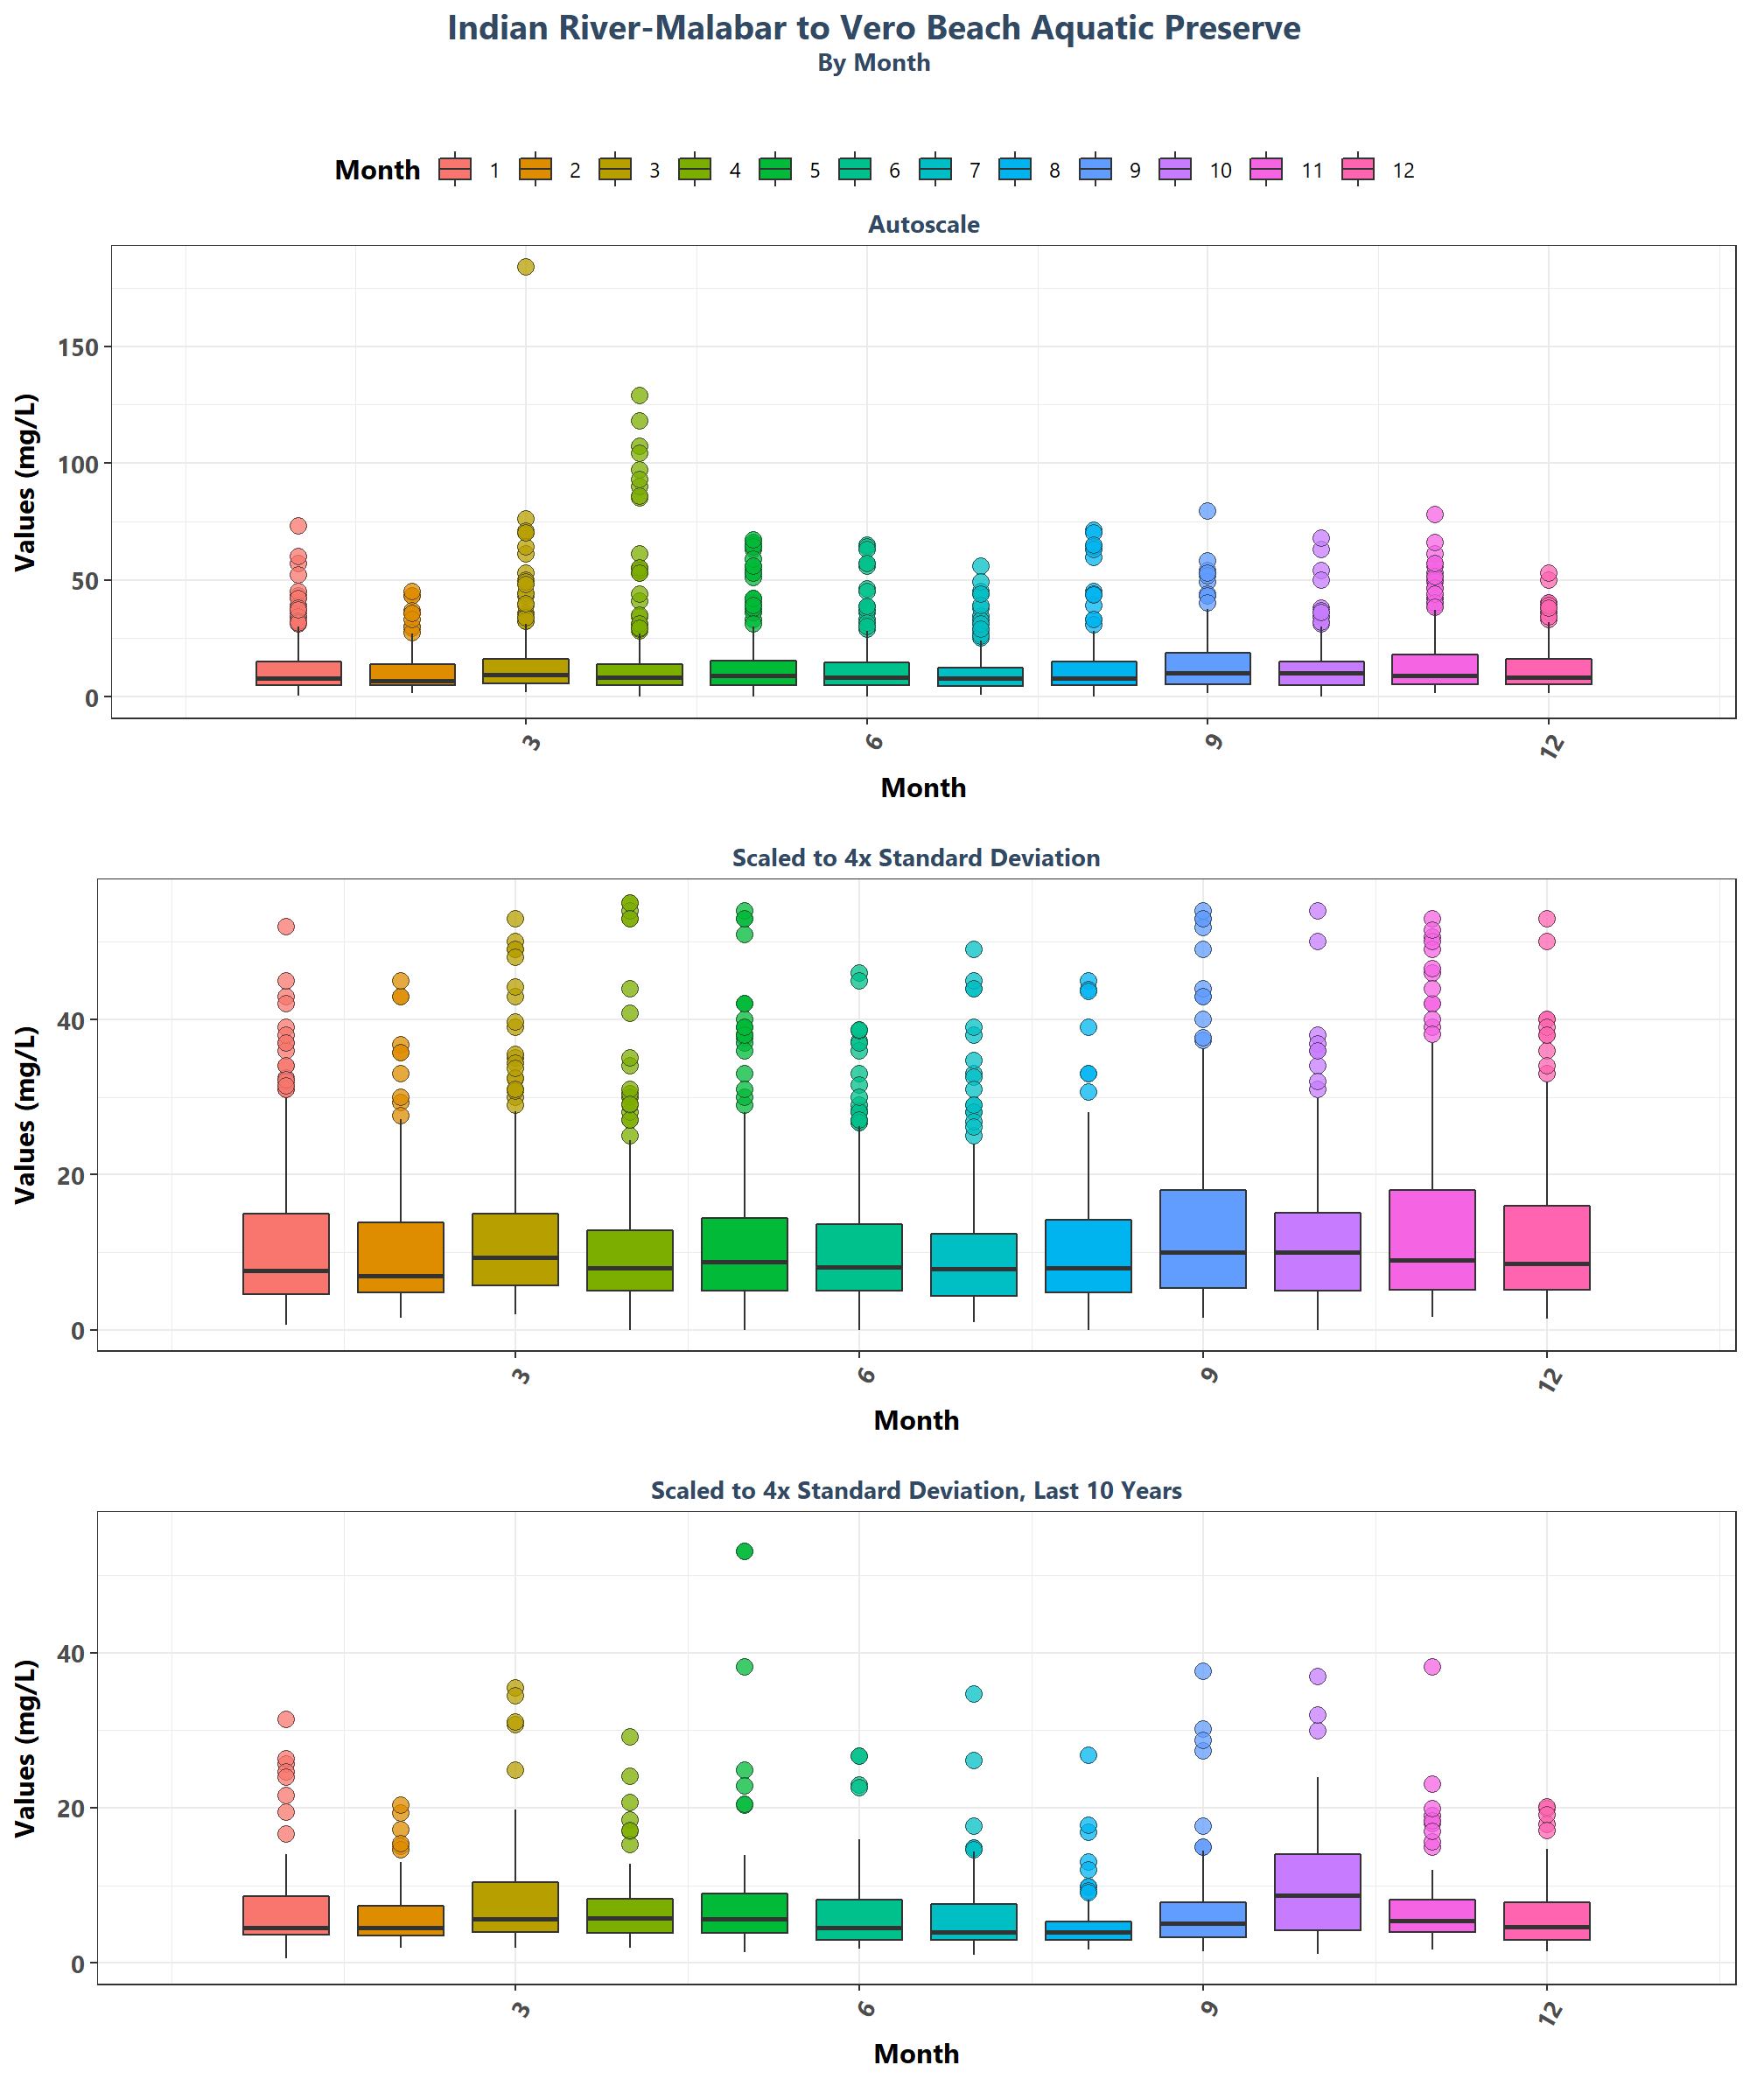 Indian River-Malabar to Vero Beach Aquatic Preserve
By Month
Month 1 2 3 4 5 6 7 8 9 10 11 12
Autoscale
Values (mg/L)
150
100
50
0
3 6 9 12
Month
Scaled to 4x Standard Deviation
Values (mg/L)
40
20
0
3 6 9 12
Month
Scaled to 4x Standard Deviation, Last 10 Years
Values (mg/L)
40
20
0
3 6 9 12
Month